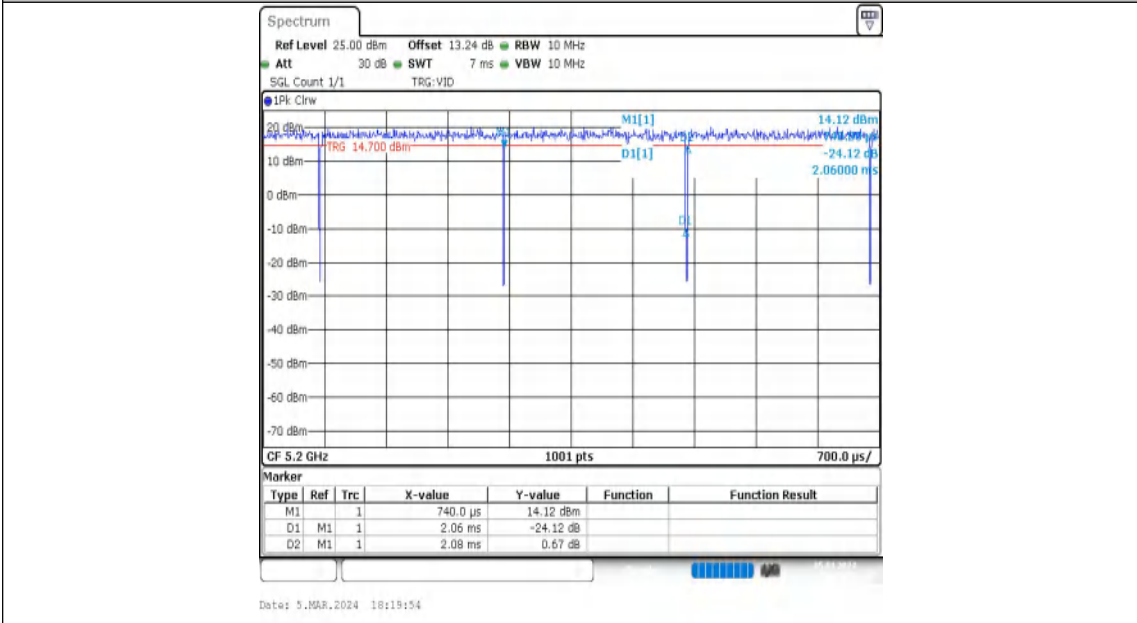 Spectrum
Ref Level 25.00 dBm Offset 13.24 dB RBW 10 MHz
Att 30 dB SWT 7 ms VBW 10 MHz
SGL Count 1/1 TRG:VID
1Pk Clrw
M1[1] 14.12 dBm
20 dBm
D1[1] -24.12 dB
2.06000 ms
TRG 14.700 dBm
10 dBm
0 dBm
-10 dBm
D1
-20 dBm
-30 dBm
-40 dBm
-50 dBm
-60 dBm
-70 dBm
CF 5.2 GHz 1001 pts 700.0 µs/
Marker
Type Ref Trc X-value Y-value Function Function Result
M1 1 740.0 µs 14.12 dBm
D1 M1 1 2.06 ms -24.12 dB
D2 M1 1 2.08 ms 0.67 dB
Date: 5.MAR.2024 18:19:54